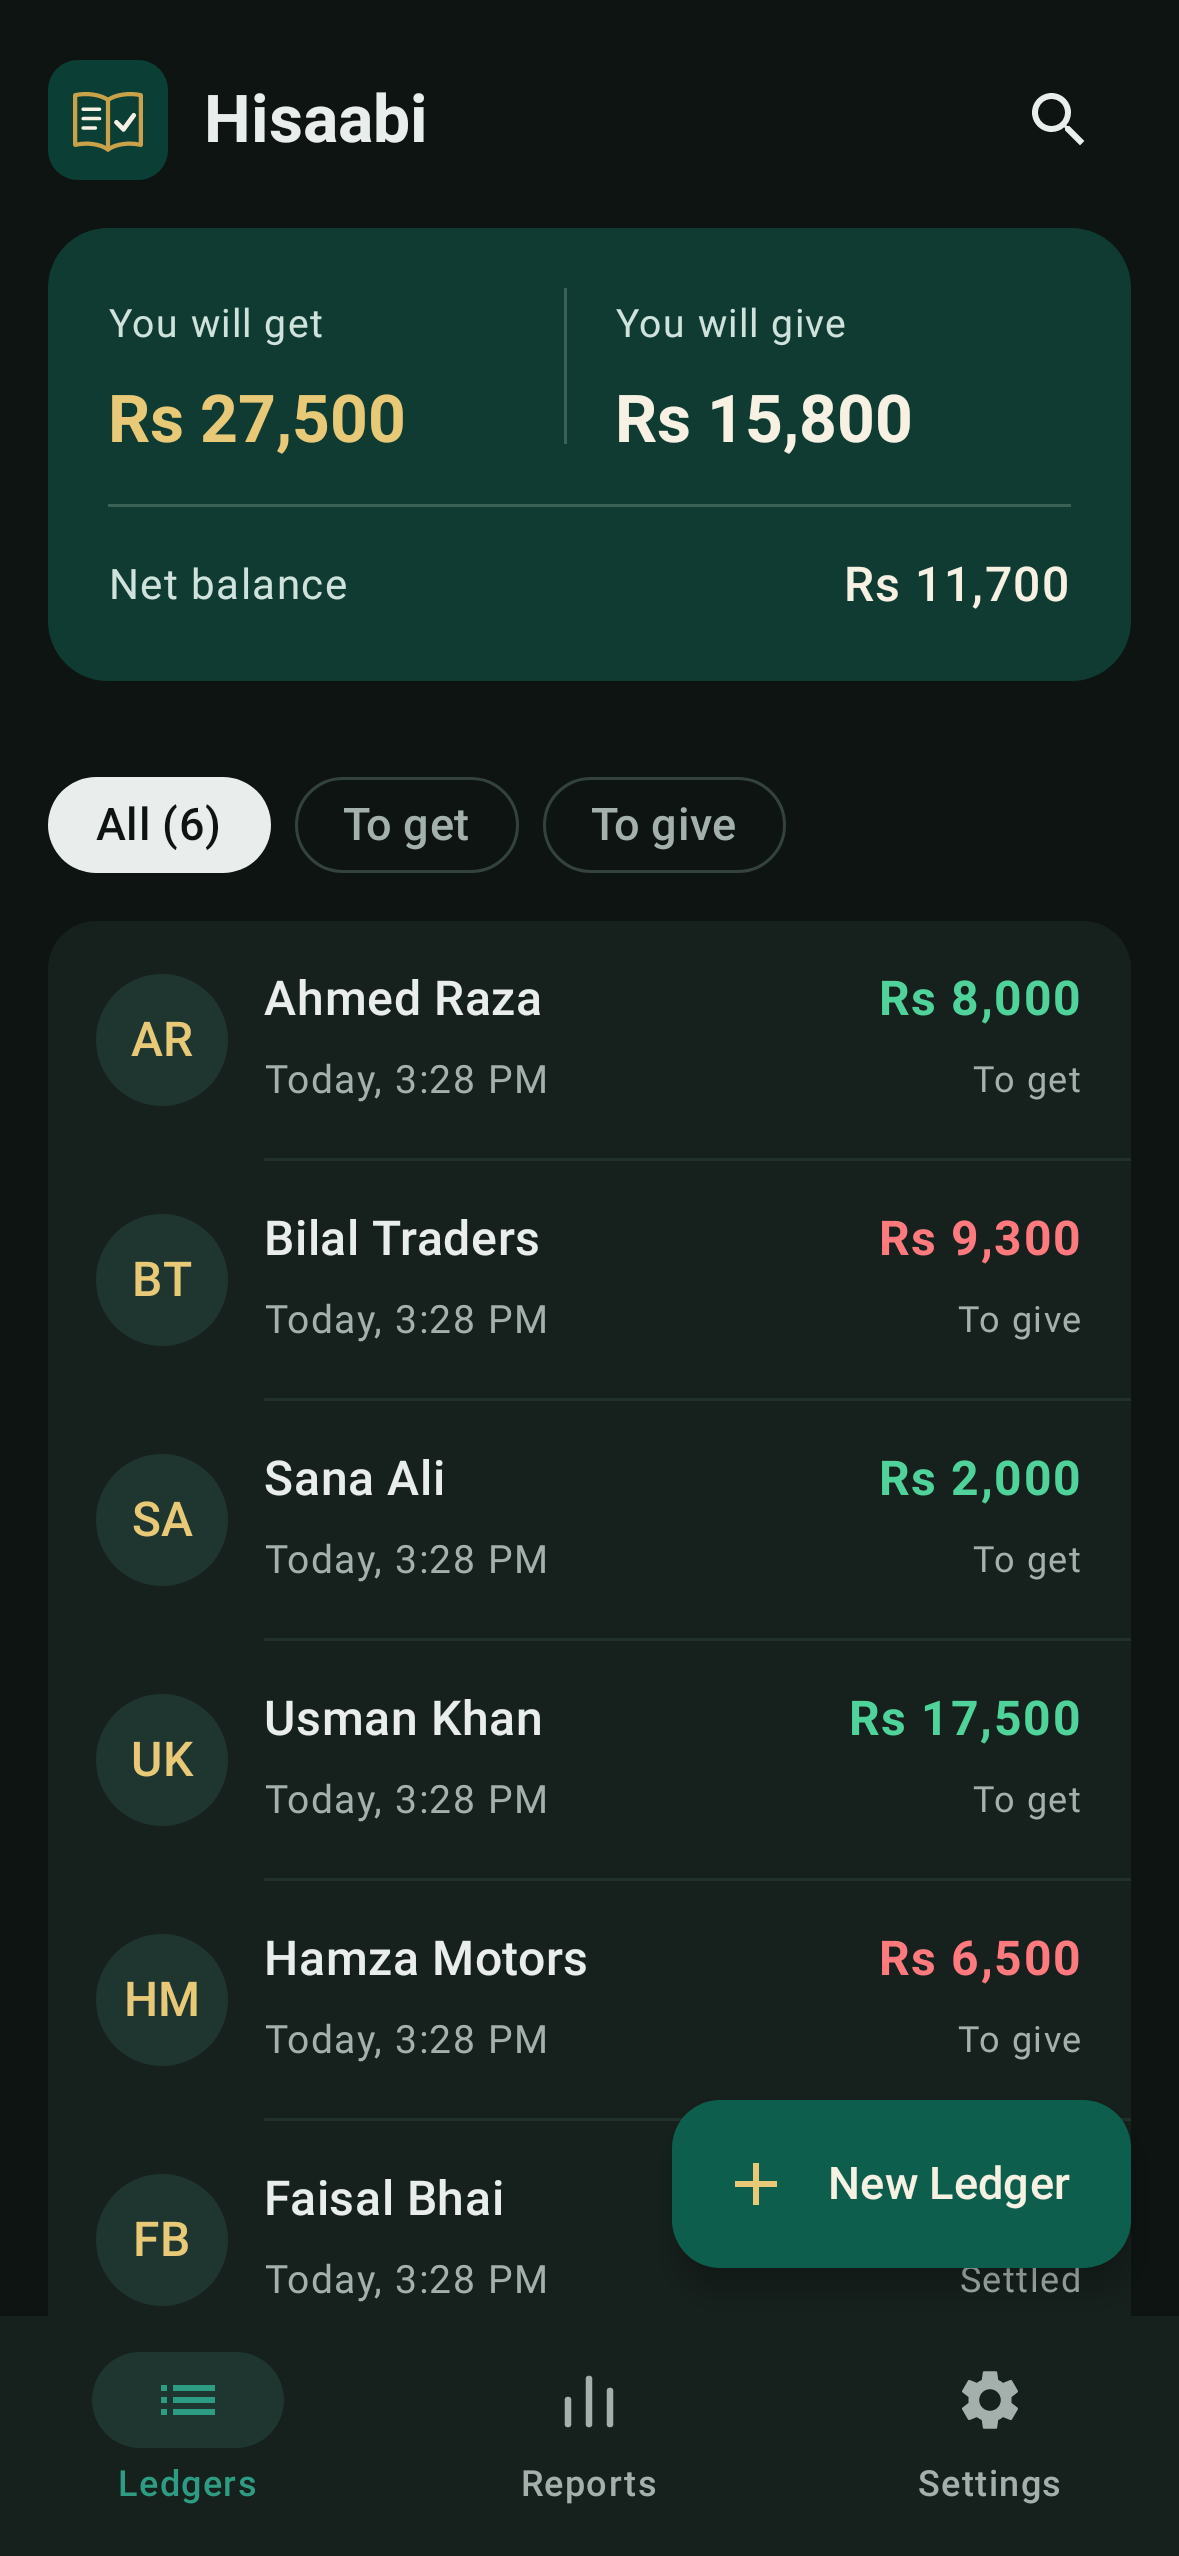 Hisaabi
You will get
You will give
Rs 27,500
Rs 15,800
Net balance
Rs 11,700
All (6)
To get
To give
AR
Ahmed Raza
Rs 8,000
Today, 3:28 PM
To get
BT
Bilal Traders
Rs 9,300
Today, 3:28 PM
To give
SA
Sana Ali
Rs 2,000
Today, 3:28 PM
To get
UK
Usman Khan
Rs 17,500
Today, 3:28 PM
To get
HM
Hamza Motors
Rs 6,500
Today, 3:28 PM
To give
FB
Faisal Bhai
New Ledger
Today, 3:28 PM
Settled
Ledgers
Reports
Settings